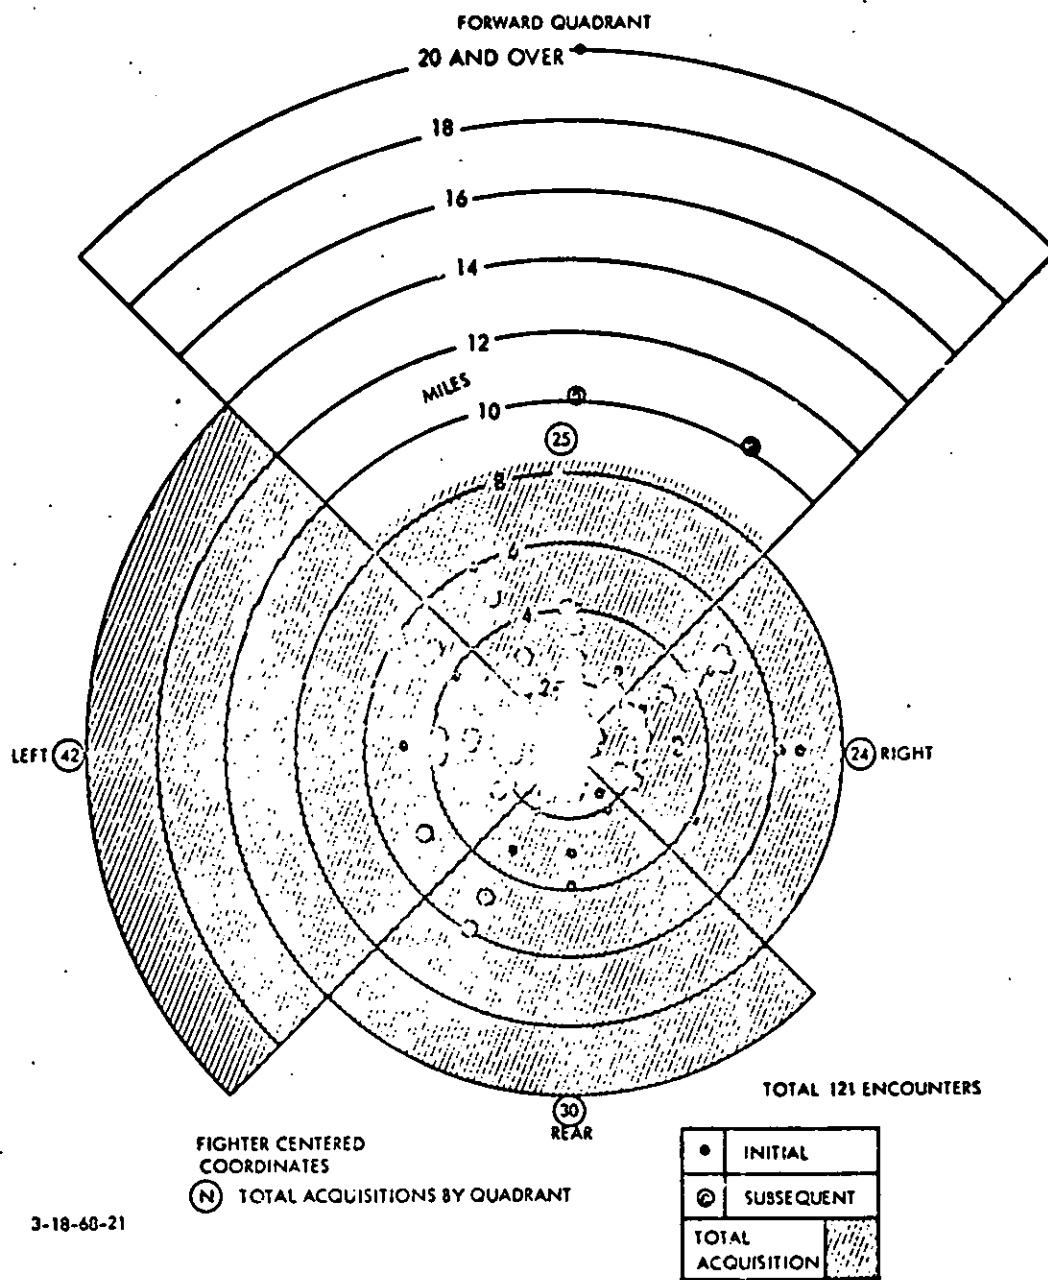 FORWARD QUADRANT
20 AND OVER
18
16
14
12
MILES
10
25
8
6
4
2
LEFT 42
24 RIGHT
30
REAR
TOTAL 121 ENCOUNTERS
FIGHTER CENTERED
COORDINATES
N TOTAL ACQUISITIONS BY QUADRANT
INITIAL
SUBSEQUENT
TOTAL
ACQUISITION
3-18-68-21